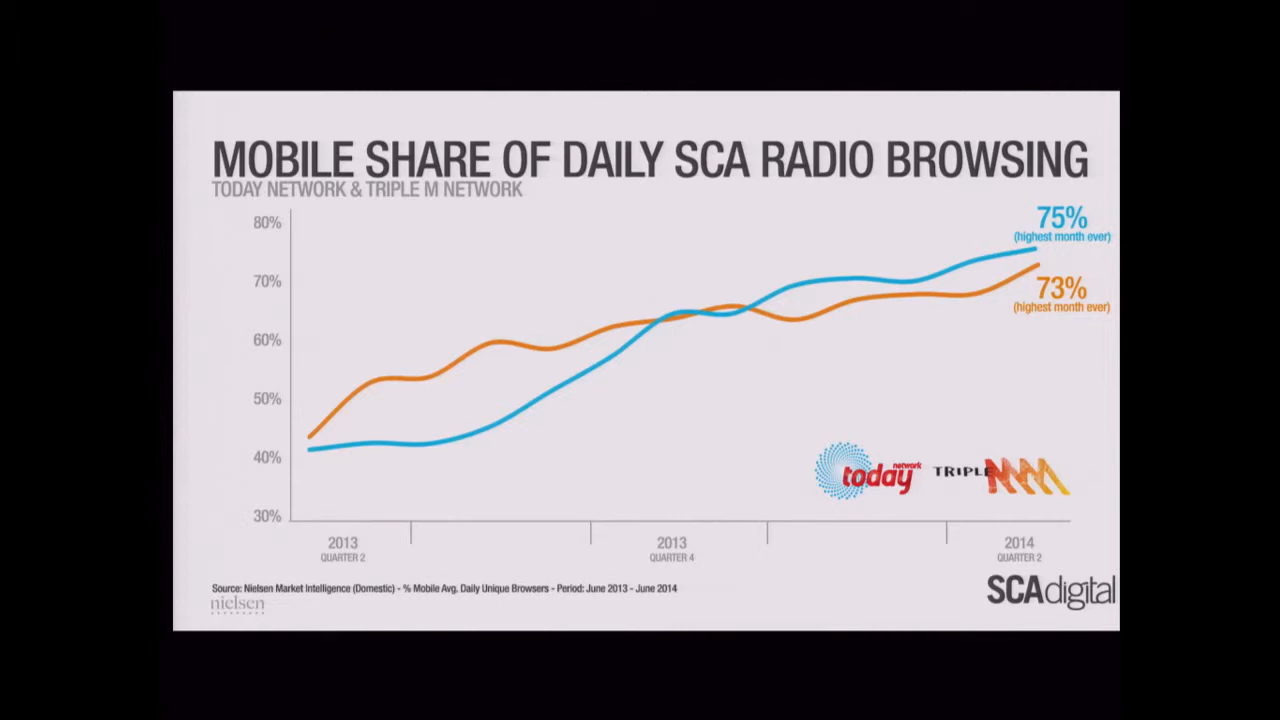 MOBILE SHARE OF DAILY SCA RADIO BROWSING
TODAY NETWORK & TRIPLE M NETWORK
80%
70%
60%
50%
40%
30%
75%
(highest month ever)
73%
(highest month ever)
today network
TRIPLE MMM
2013
QUARTER 2
2013
QUARTER 4
2014
QUARTER 2
Source: Nielsen Market Intelligence (Domestic) - % Mobile Avg. Daily Unique Browsers - Period: June 2013 - June 2014
nielsen
SCAdigital